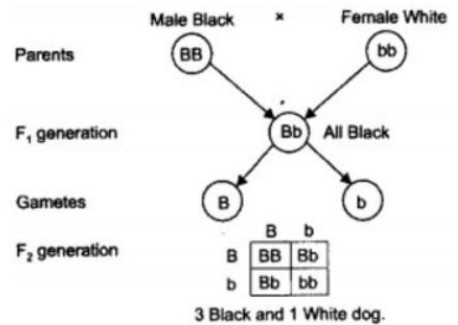 Male Black × Female White
Parents BB bb
F₁ generation Bb All Black
Gametes B b
F₂ generation B b
B BB Bb
b Bb bb
3 Black and 1 White dog.